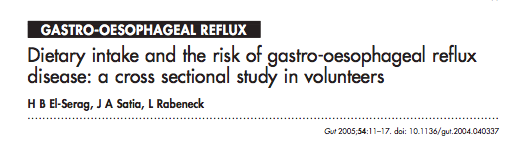 GASTRO-OESOPHAGEAL REFLUX
Dietary intake and the risk of gastro-oesophageal reflux
disease: a cross sectional study in volunteers
H B El-Serag, J A Satia, L Rabeneck
Gut 2005;54:11–17. doi: 10.1136/gut.2004.040337